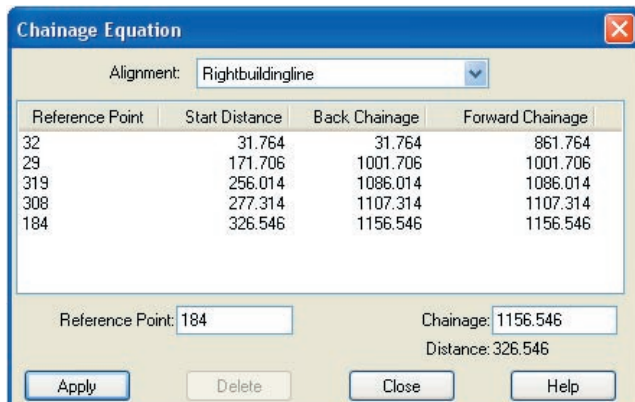 Chainage Equation
Alignment: Rightbuildingline
Reference Point Start Distance Back Chainage Forward Chainage
32 31.764 31.764 861.764
29 171.706 1001.706 1001.706
319 256.014 1086.014 1086.014
308 277.314 1107.314 1107.314
184 326.546 1156.546 1156.546
Reference Point: 184 Chainage: 1156.546
Distance: 326.546
Apply Delete Close Help